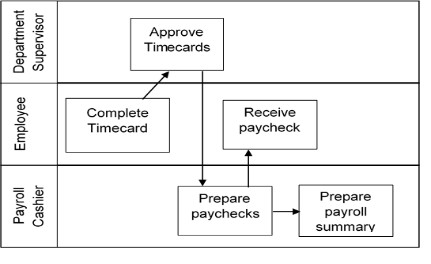 Department
Supervisor
Approve
Timecards
Employee
Complete
Timecard
Receive
paycheck
Payroll
Cashier
Prepare
paychecks
Prepare
payroll
summary